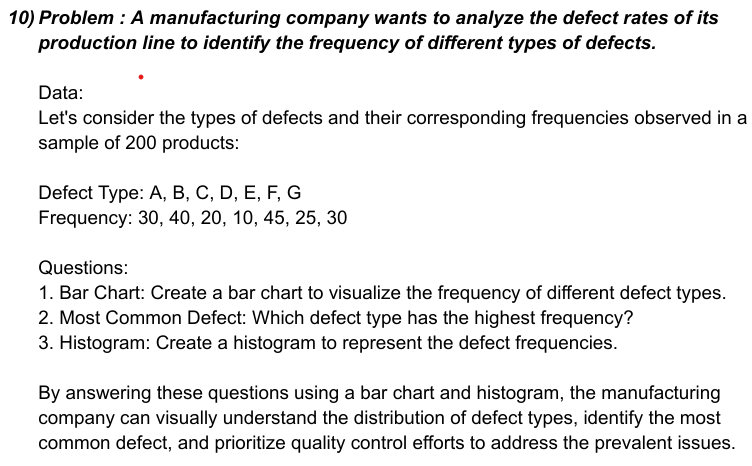 10) Problem : A manufacturing company wants to analyze the defect rates of its
production line to identify the frequency of different types of defects.
Data:
Let's consider the types of defects and their corresponding frequencies observed in a
sample of 200 products:
Defect Type: A, B, C, D, E, F, G
Frequency: 30, 40, 20, 10, 45, 25, 30
Questions:
1. Bar Chart: Create a bar chart to visualize the frequency of different defect types.
2. Most Common Defect: Which defect type has the highest frequency?
3. Histogram: Create a histogram to represent the defect frequencies.
By answering these questions using a bar chart and histogram, the manufacturing
company can visually understand the distribution of defect types, identify the most
common defect, and prioritize quality control efforts to address the prevalent issues.